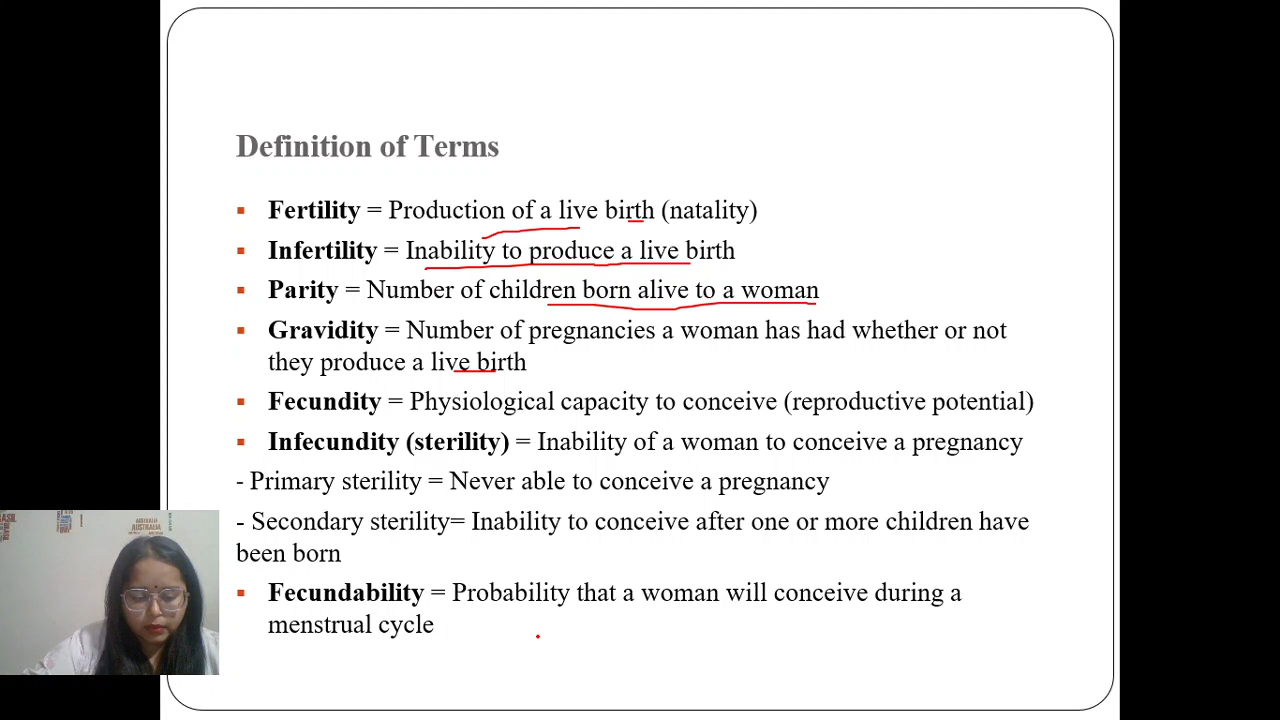 Definition of Terms
▪ Fertility = Production of a live birth (natality)
▪ Infertility = Inability to produce a live birth
▪ Parity = Number of children born alive to a woman
▪ Gravidity = Number of pregnancies a woman has had whether or not
they produce a live birth
▪ Fecundity = Physiological capacity to conceive (reproductive potential)
▪ Infecundity (sterility) = Inability of a woman to conceive a pregnancy
- Primary sterility = Never able to conceive a pregnancy
- Secondary sterility= Inability to conceive after one or more children have
been born
▪ Fecundability = Probability that a woman will conceive during a
menstrual cycle
AUSTRALIA